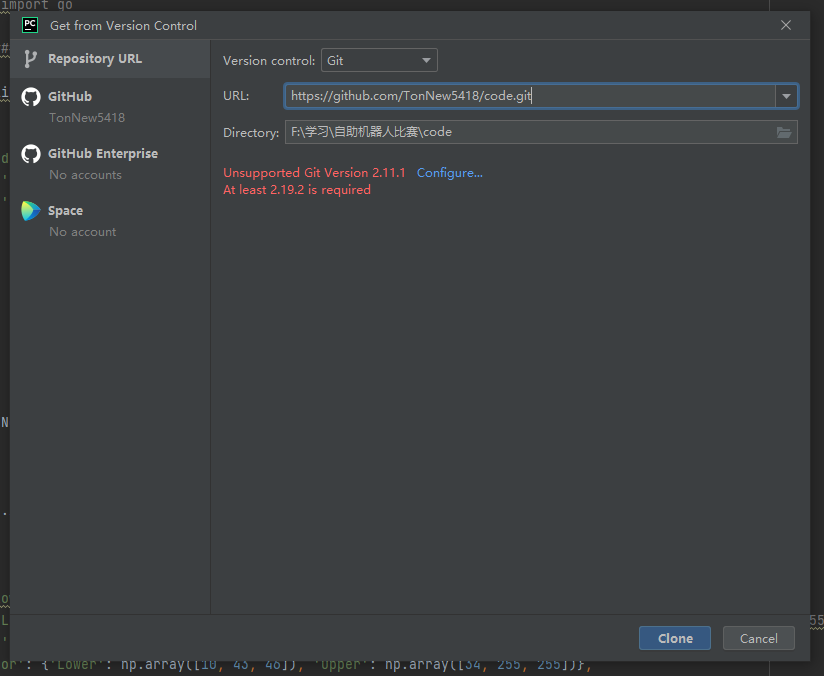 import go
PC Get from Version Control
Repository URL
Version control: Git
GitHub
TonNew5418
URL: https://github.com/TonNew5418/code.git
Directory: F:\学习\自助机器人比赛\code
GitHub Enterprise
No accounts
Unsupported Git Version 2.11.1 Configure...
At least 2.19.2 is required
Space
No account
Clone Cancel
or': {'Lower': np.array([10, 43, 46]), 'Upper': np.array([34, 255, 255])},